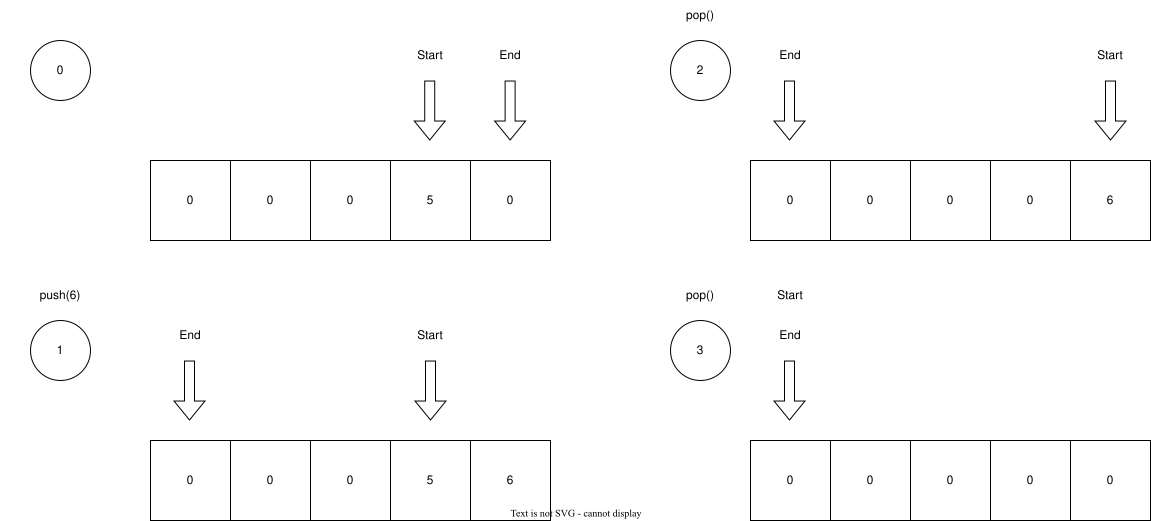 0
Start End
0 0 0 5 0
pop()
2
End Start
0 0 0 0 6
push(6)
1
End Start
0 0 0 5 6
pop()
3
Start
End
0 0 0 0 0
Text is not SVG - cannot display